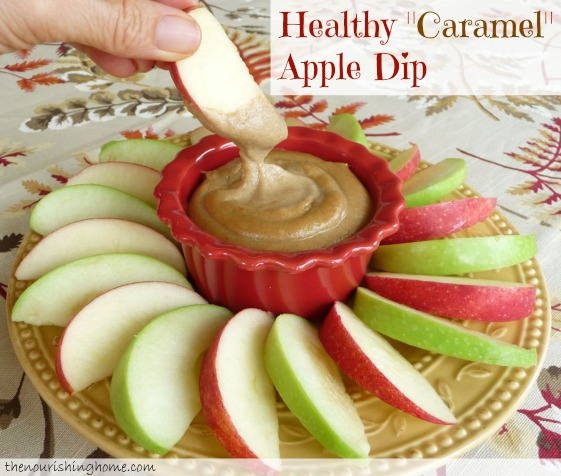 Healthy "Caramel"
Apple Dip
thenourishinghome.com